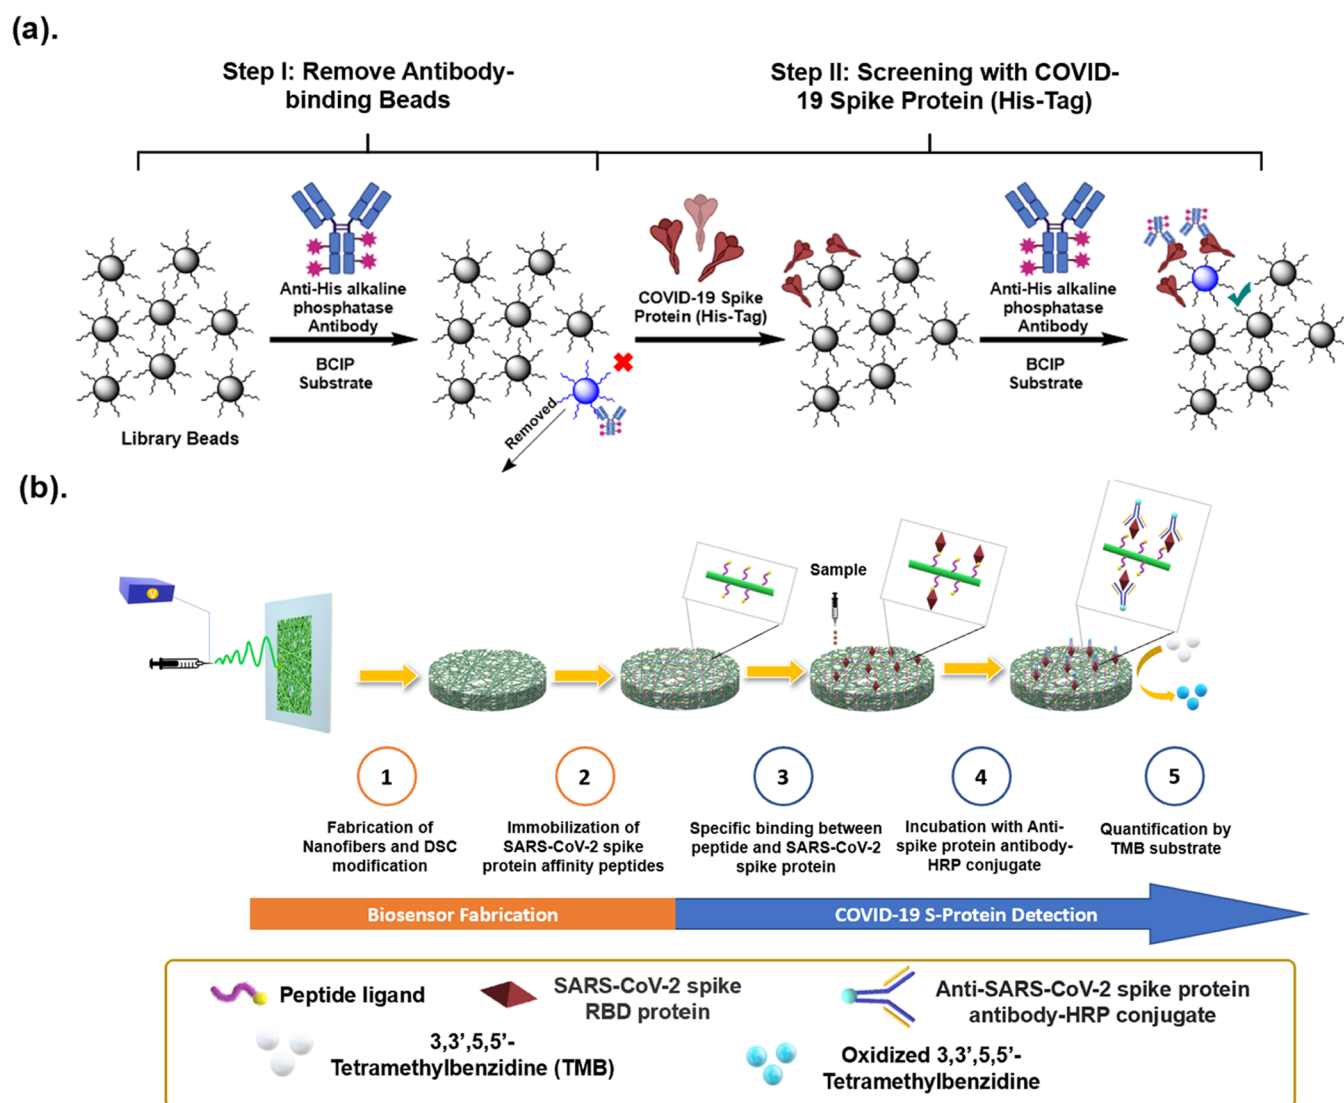 (a).
Step I: Remove Antibody-
binding Beads
Step II: Screening with COVID-
19 Spike Protein (His-Tag)
Anti-His alkaline
phosphatase
Antibody
BCIP
Substrate
Library Beads
Removed
COVID-19 Spike
Protein (His-Tag)
Anti-His alkaline
phosphatase
Antibody
BCIP
Substrate
(b).
V
Sample
1
2
3
4
5
Fabrication of
Nanofibers and DSC
modification
Immobilization of
SARS-CoV-2 spike
protein affinity peptides
Specific binding between
peptide and SARS-CoV-2
spike protein
Incubation with Anti-
spike protein antibody-
HRP conjugate
Quantification by
TMB substrate
Biosensor Fabrication
COVID-19 S-Protein Detection
Peptide ligand
SARS-CoV-2 spike
RBD protein
Anti-SARS-CoV-2 spike protein
antibody-HRP conjugate
3,3’,5,5’-
Tetramethylbenzidine (TMB)
Oxidized 3,3’,5,5’-
Tetramethylbenzidine